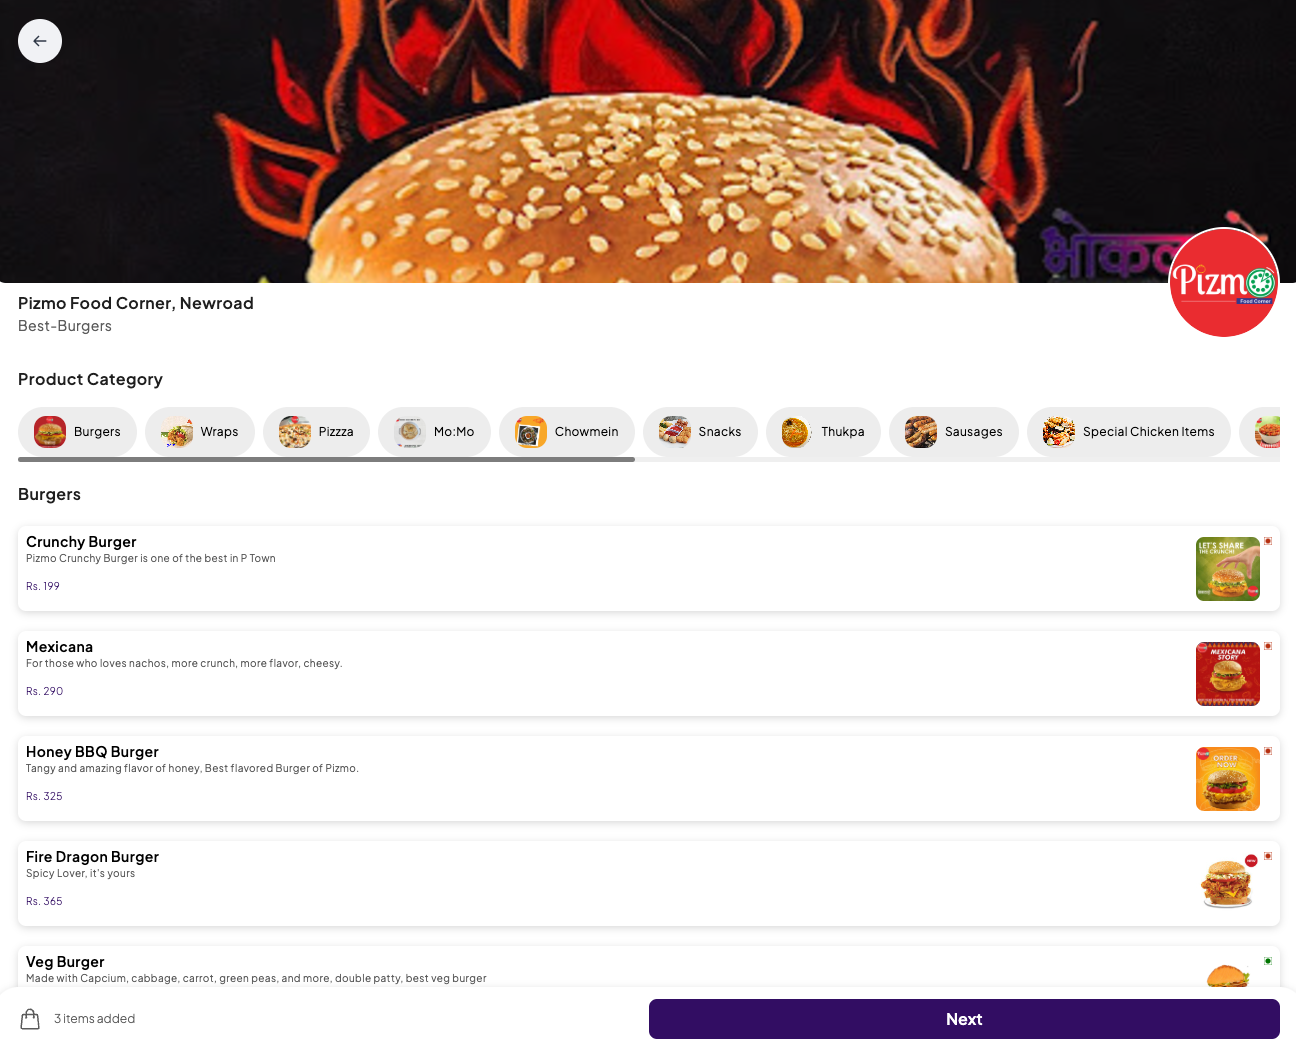 भोकल
Pizmo
Food Corner
Pizmo Food Corner, Newroad
Best-Burgers
Product Category
Burgers
Wraps
Pizzza
Mo:Mo
Chowmein
Snacks
Thukpa
Sausages
Special Chicken Items
Burgers
Crunchy Burger
Pizmo Crunchy Burger is one of the best in P Town
Rs. 199
LET'S SHARE
THE CRUNCH!
Mexicana
For those who loves nachos, more crunch, more flavor, cheesy.
Rs. 290
MEXICANA
STORY
Honey BBQ Burger
Tangy and amazing flavor of honey, Best flavored Burger of Pizmo.
Rs. 325
ORDER
NOW
Fire Dragon Burger
Spicy Lover, it's yours
Rs. 365
NEW
Veg Burger
Made with Capcium, cabbage, carrot, green peas, and more, double patty, best veg burger
3 items added
Next